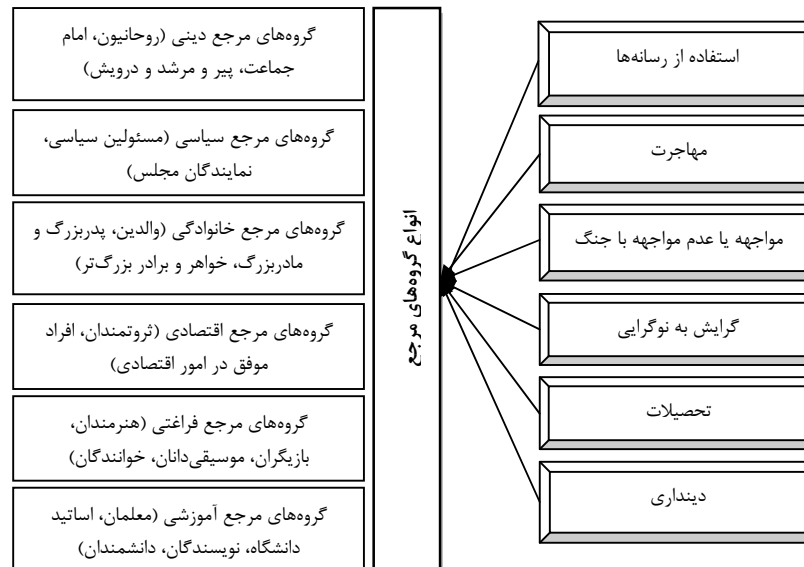 استفاده از رسانه‌ها
مهاجرت
مواجهه یا عدم مواجهه با جنگ
گرایش به نوگرایی
تحصیلات
دینداری
انواع گروه‌های مرجع
گروه‌های مرجع دینی (روحانیون، امام
جماعت، پیر و مرشد و درویش)
گروه‌های مرجع سیاسی (مسئولین سیاسی،
نمایندگان مجلس)
گروه‌های مرجع خانوادگی (والدین، پدربزرگ و
مادربزرگ، خواهر و برادر بزرگ‌تر)
گروه‌های مرجع اقتصادی (ثروتمندان، افراد
موفق در امور اقتصادی)
گروه‌های مرجع فراغتی (هنرمندان،
بازیگران، موسیقی‌دانان، خوانندگان)
گروه‌های مرجع آموزشی (معلمان، اساتید
دانشگاه، نویسندگان، دانشمندان)